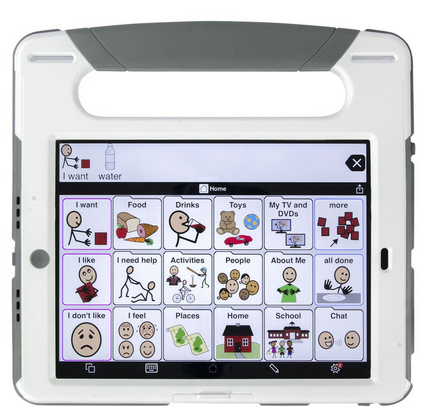 I want water
Home
I want Food Drinks Toys My TV and DVDs more
I like I need help Activities People About Me all done
I don't like I feel Places Home School Chat